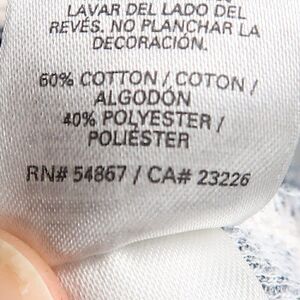 LAVAR DEL LADO DEL
REVÉS. NO PLANCHAR LA
DECORACIÓN.
60% COTTON / COTON /
ALGODÓN
40% POLYESTER /
POLIÉSTER
RN# 54867 / CA# 23226